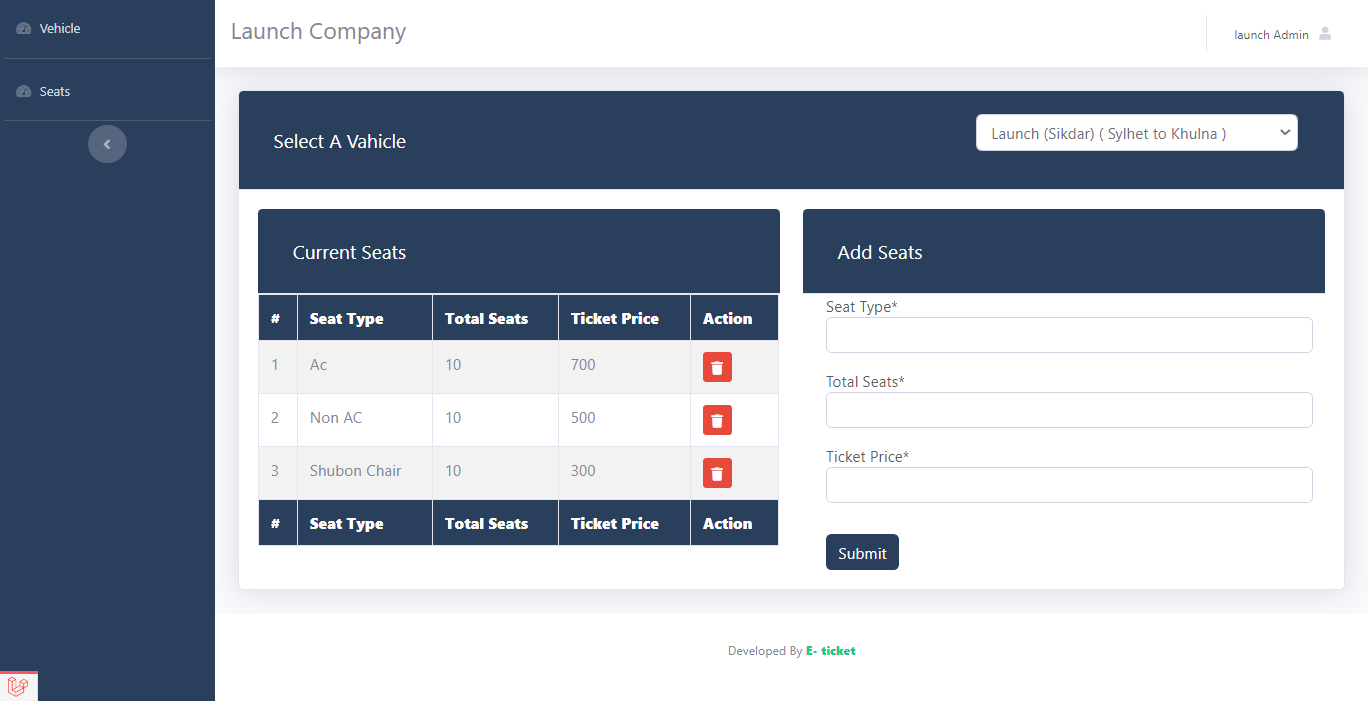 Vehicle
Seats
Launch Company
launch Admin
Select A Vahicle
Launch (Sikdar) ( Sylhet to Khulna )
Current Seats
# Seat Type Total Seats Ticket Price Action
1 Ac 10 700
2 Non AC 10 500
3 Shubon Chair 10 300
# Seat Type Total Seats Ticket Price Action
Add Seats
Seat Type*
Total Seats*
Ticket Price*
Submit
Developed By E- ticket